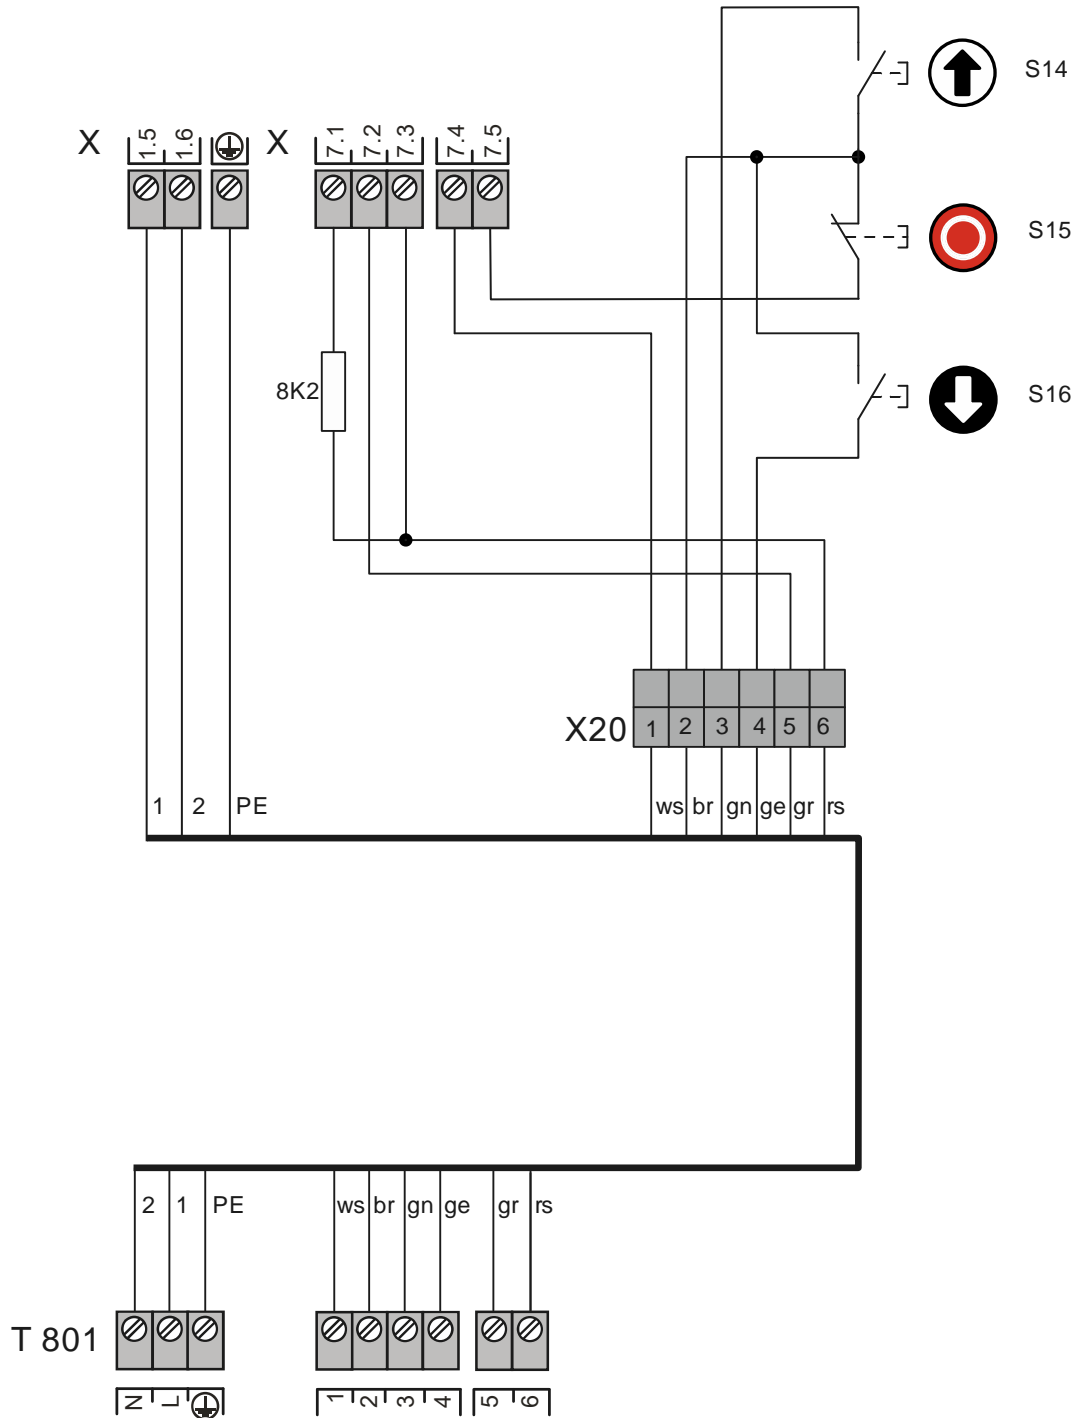 S14
X 1.5 1.6 X 7.1 7.2 7.3 7.4 7.5
S15
8K2
S16
X20 1 2 3 4 5 6
1 2 PE ws br gn ge gr rs
2 1 PE ws br gn ge gr rs
T 801
N L 1 2 3 4 5 6